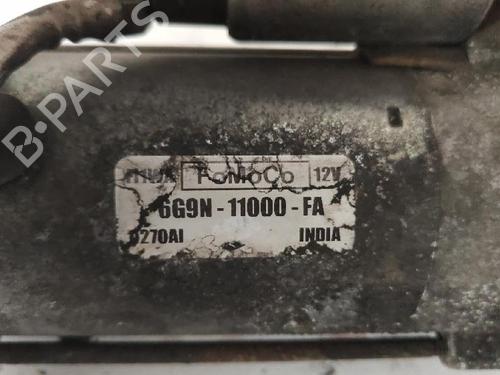 B-PARTS
FoMoCo 12V
6G9N - 11000 - FA
INDIA